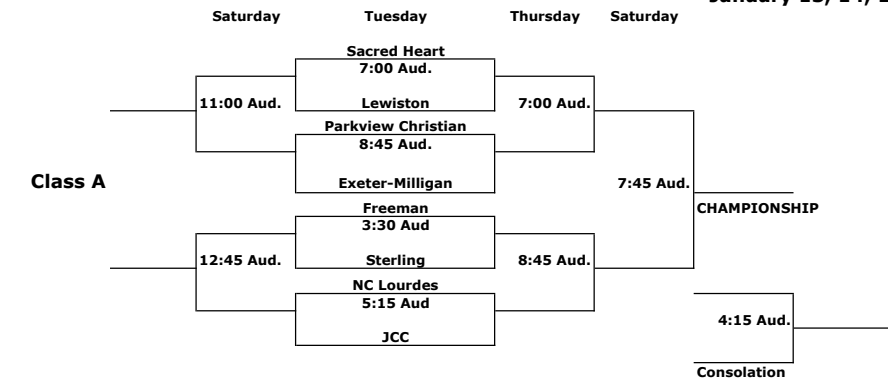 Saturday Tuesday Thursday Saturday
Sacred Heart
7:00 Aud.
11:00 Aud. Lewiston 7:00 Aud.
Parkview Christian
8:45 Aud.
Class A Exeter-Milligan 7:45 Aud.
Freeman CHAMPIONSHIP
3:30 Aud
12:45 Aud. Sterling 8:45 Aud.
NC Lourdes
5:15 Aud
4:15 Aud.
JCC
Consolation